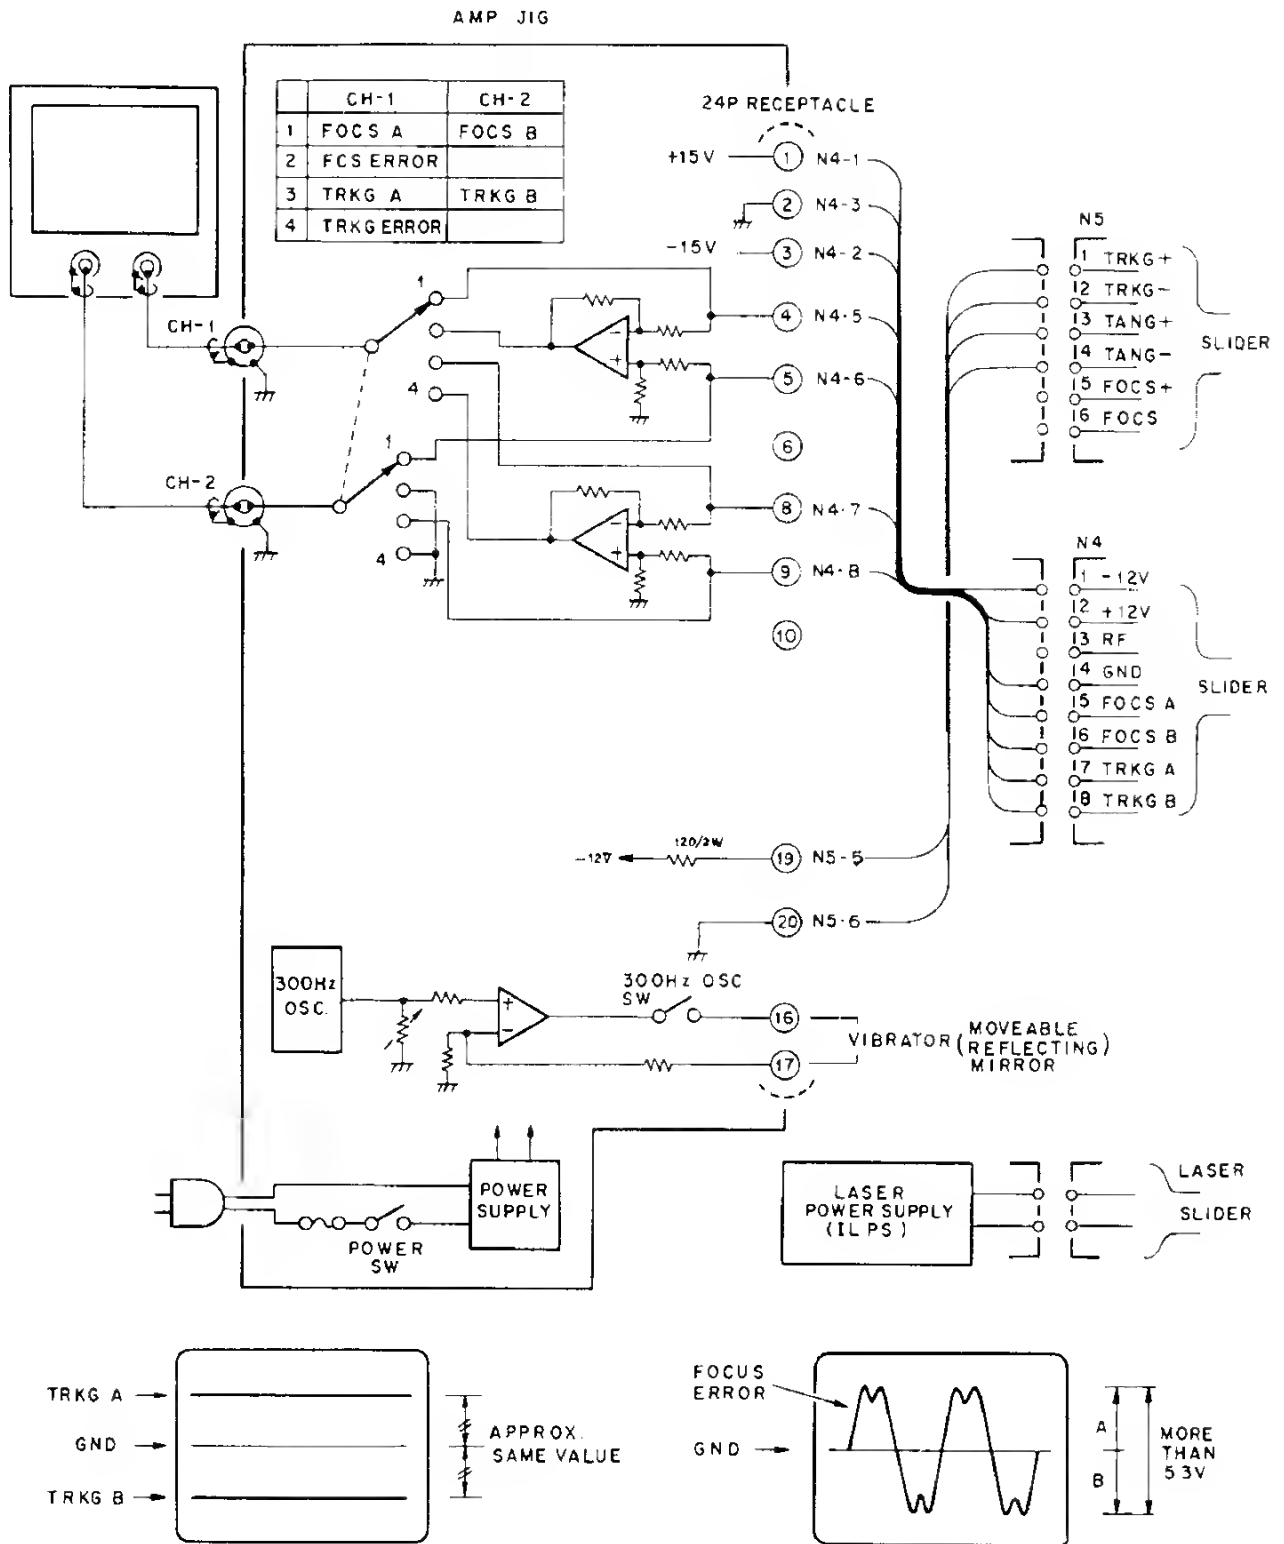 AMP JIG
CH-1 CH-2
1 FOCS A FOCS B
2 FCS ERROR
3 TRKG A TRKG B
4 TRKG ERROR
24P RECEPTACLE
+15V 1 N4-1
2 N4-3
-15V 3 N4-2
4 N4-5
5 N4-6
6
8 N4-7
9 N4-8
10
CH-1
1
4
CH-2
1
4
N5
1 TRKG+
2 TRKG-
3 TANG+
4 TANG-
5 FOCS+
6 FOCS
SLIDER
N4
1 -12V
2 +12V
3 RF
4 GND
5 FOCS A
6 FOCS B
7 TRKG A
8 TRKG B
SLIDER
-12V 120/2W 19 N5-5
20 N5-6
300Hz
OSC.
+
-
300Hz OSC
SW
16
17
VIBRATOR (MOVEABLE
REFLECTING)
MIRROR
POWER
SUPPLY
POWER
SW
LASER
POWER SUPPLY
(ILPS)
LASER
SLIDER
TRKG A
GND
TRKG B
APPROX.
SAME VALUE
FOCUS
ERROR
GND
A
B
MORE
THAN
53V